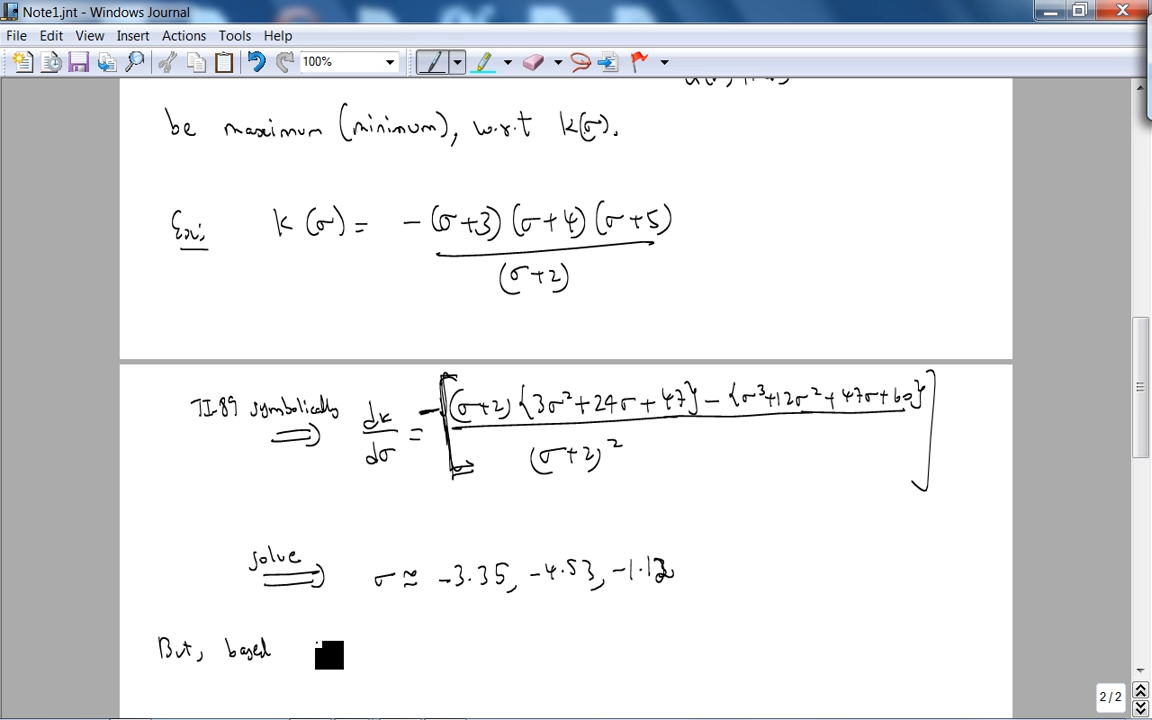 Note1.jnt - Windows Journal
File Edit View Insert Actions Tools Help
100%
be maximum (minimum), w.r.t K(σ).
Ex: K(σ) = -(σ+3)(σ+4)(σ+5)
(σ+2)
TI-89 symbolically ⇒ dK/dσ = -[(σ+2){3σ²+24σ+47} - {σ³+12σ²+47σ+60}
(σ+2)² ]
solve ⇒ σ ≈ -3.35, -4.53, -1.12
But, based
2/2